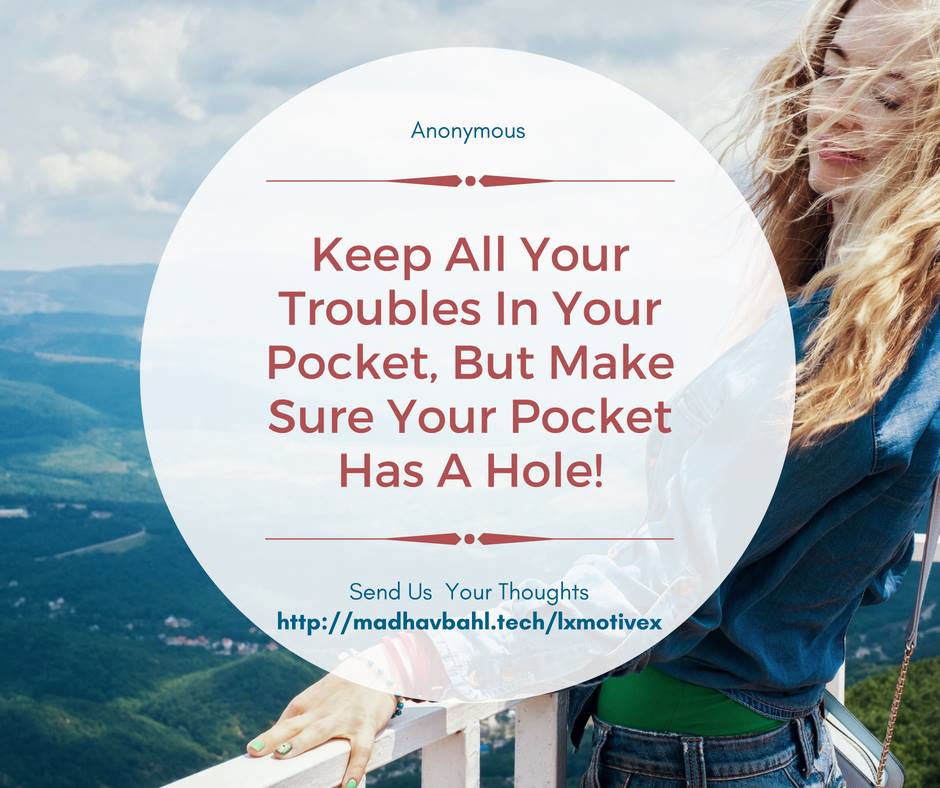 Anonymous
Keep All Your
Troubles In Your
Pocket, But Make
Sure Your Pocket
Has A Hole!
Send Us Your Thoughts
http://madhavbahl.tech/lxmotivex